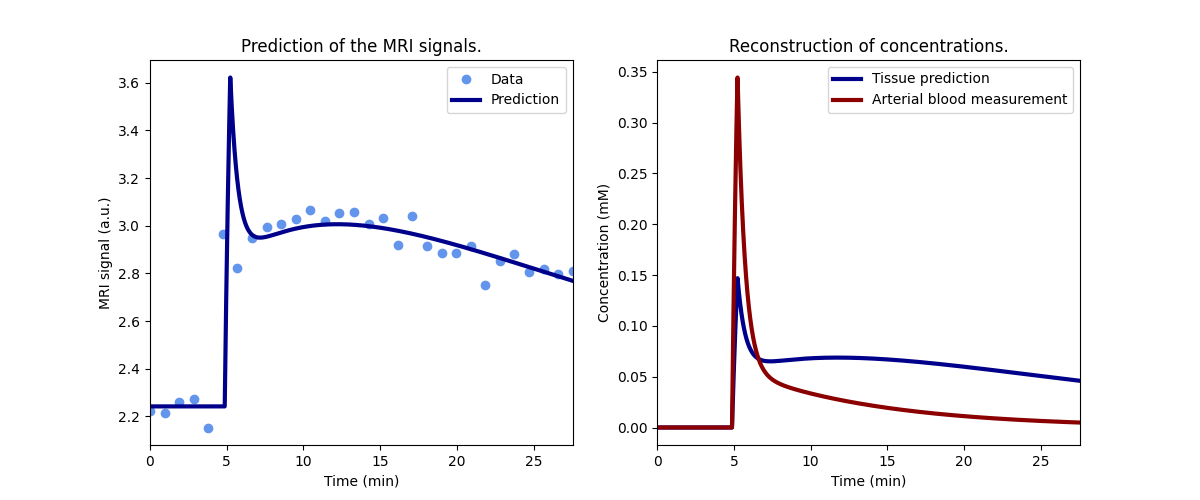 Prediction of the MRI signals.
3.6
3.4
3.2
3.0
2.8
2.6
2.4
2.2
MRI signal (a.u.)
0
5
10
15
20
25
Time (min)
Data
Prediction
Reconstruction of concentrations.
0.35
0.30
0.25
0.20
0.15
0.10
0.05
0.00
Concentration (mM)
0
5
10
15
20
25
Time (min)
Tissue prediction
Arterial blood measurement